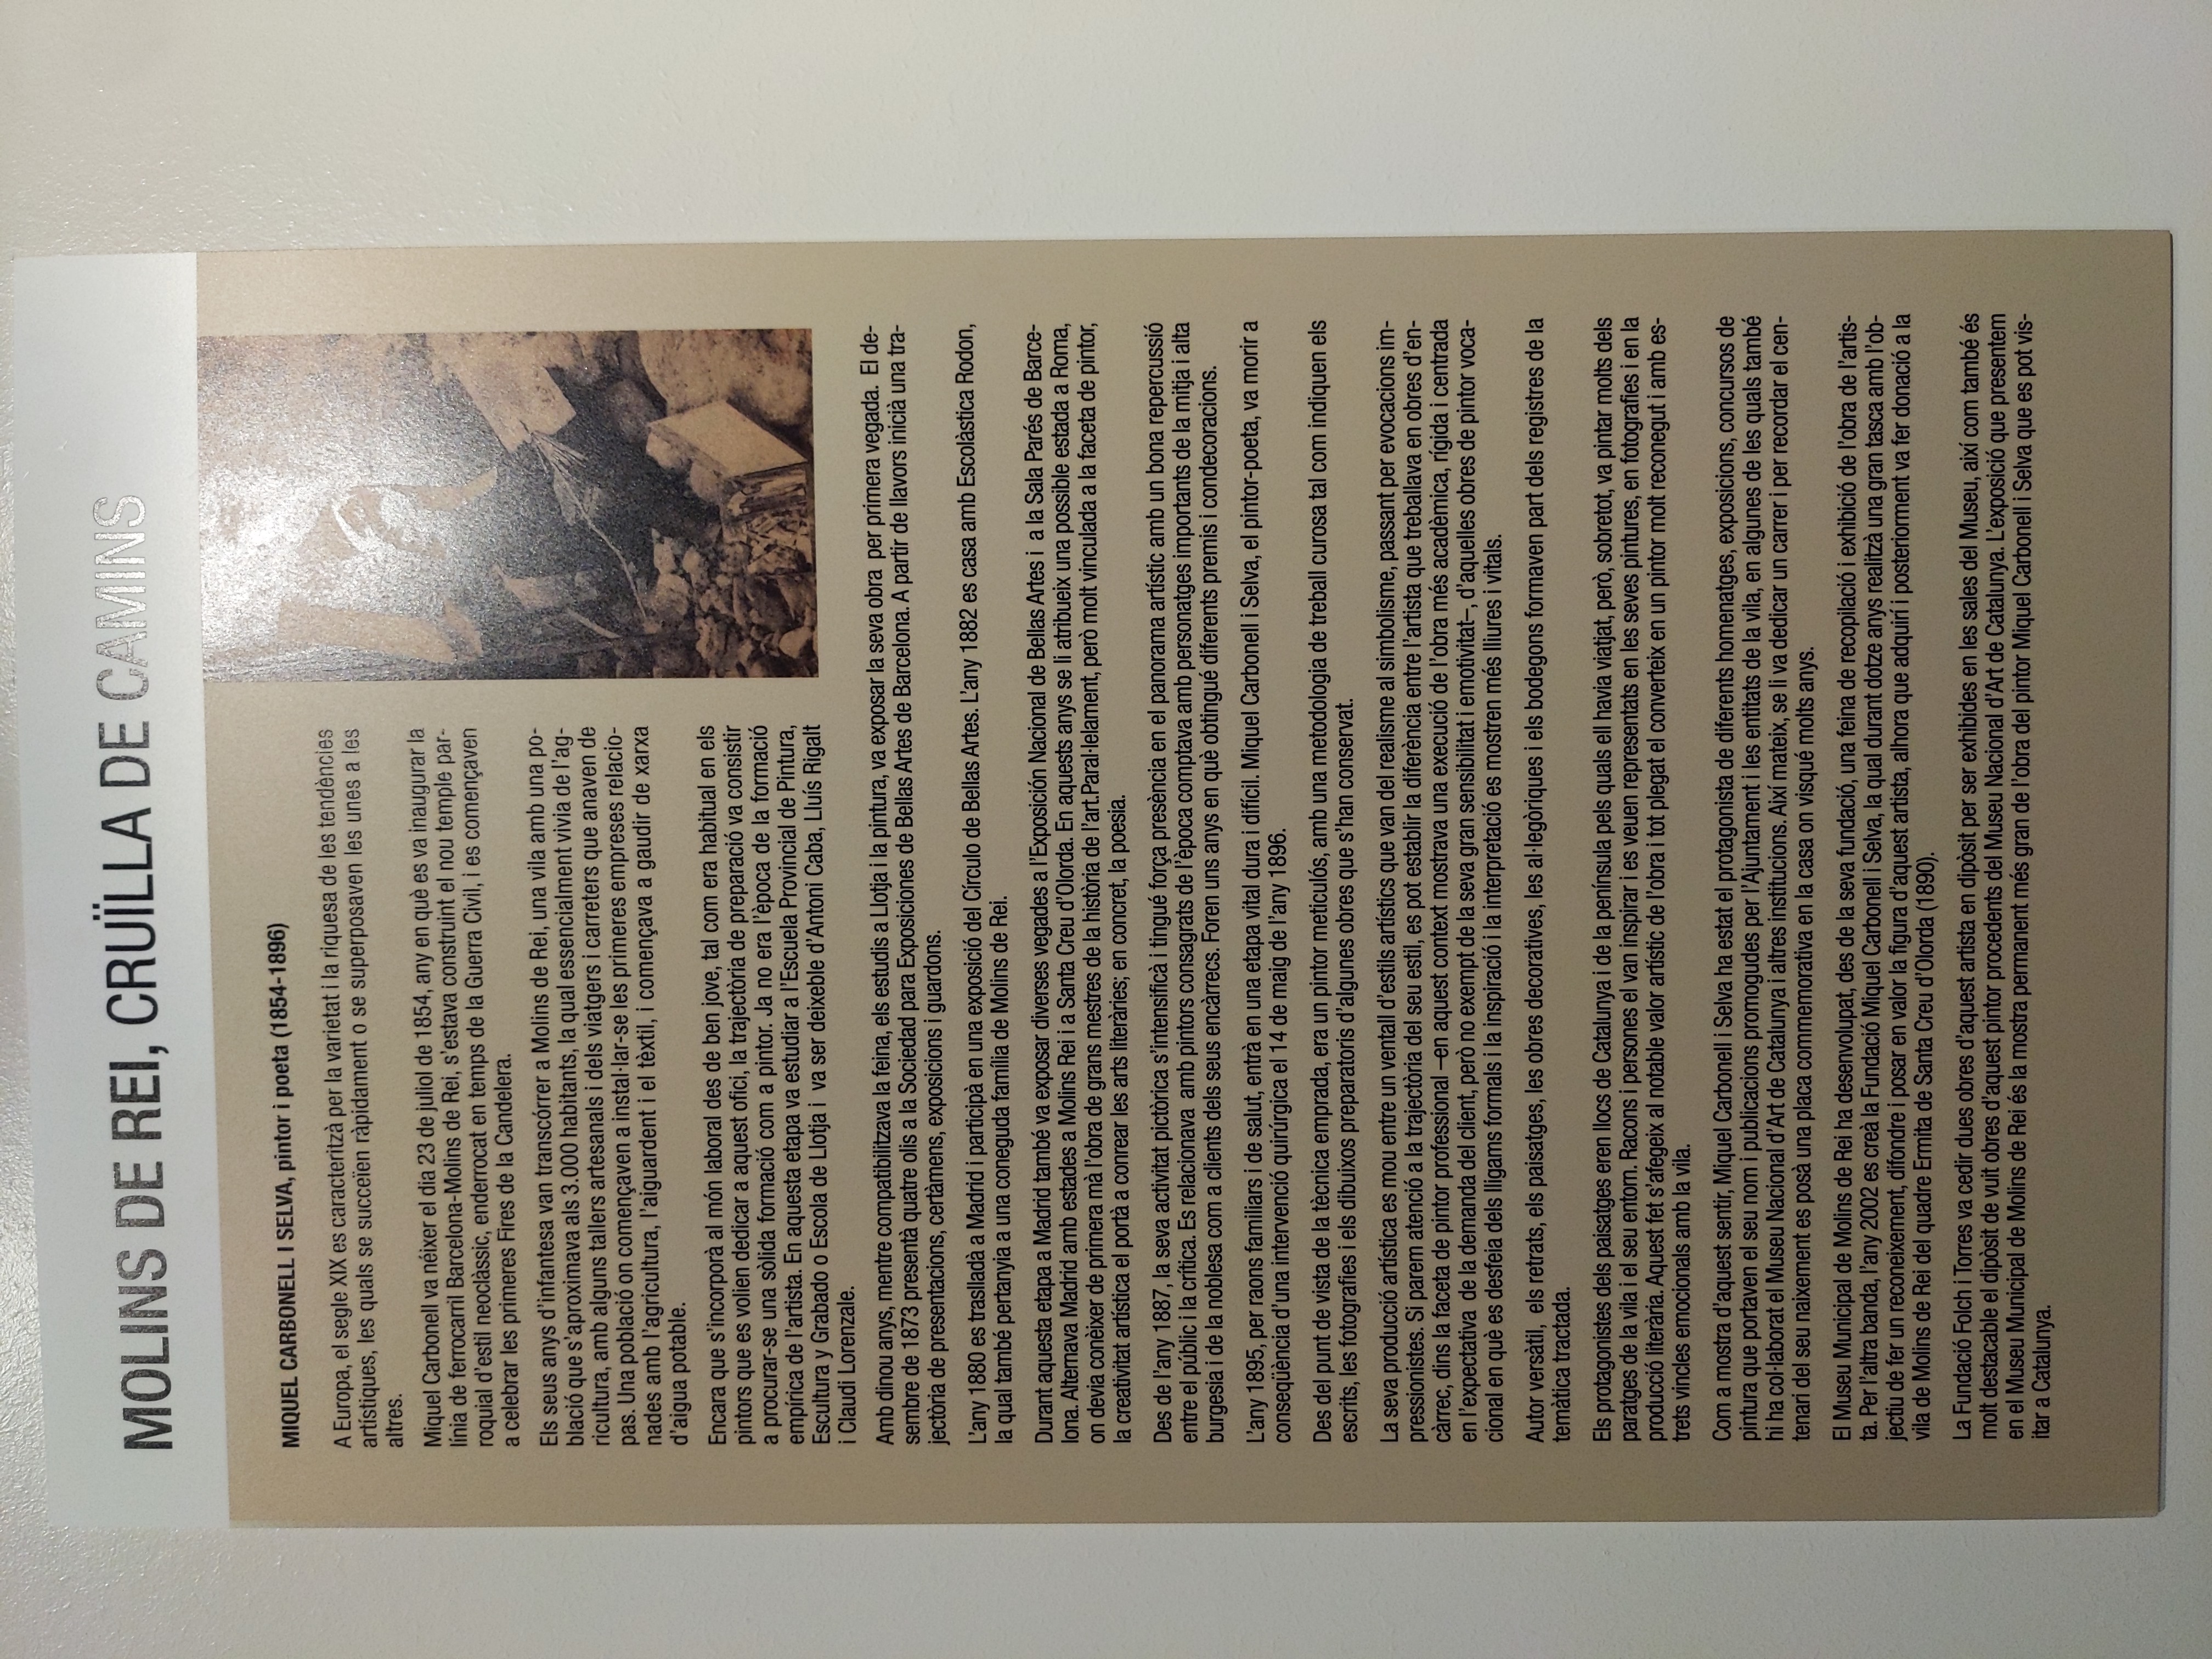 MOLINS DE REI, CRUÏLLA DE CAMINS
MIQUEL CARBONELL I SELVA, pintor i poeta (1854-1896)
A Europa, el segle XIX es caracteritzà per la varietat i la riquesa de les tendències
artístiques, les quals se succeïen ràpidament o se superposaven les unes a les
altres.
Miquel Carbonell va néixer el dia 23 de juliol de 1854, any en què es va inaugurar la
línia de ferrocarril Barcelona-Molins de Rei, s'estava construint el nou temple par-
roquial d'estil neoclàssic, enderrocat en temps de la Guerra Civil, i es començaven
a celebrar les primeres Fires de la Candelera.
Els seus anys d'infantesa van transcórrer a Molins de Rei, una vila amb una po-
blació que s'aproximava als 3.000 habitants, la qual essencialment vivia de l'ag-
ricultura, amb alguns tallers artesanals i dels viatgers i carreters que anaven de
pas. Una població on començaven a instal·lar-se les primeres empreses relacio-
nades amb l'agricultura, l'aiguardent i el tèxtil, i començava a gaudir de xarxa
d'aigua potable.
Encara que s'incorporà al món laboral des de ben jove, tal com era habitual en els
pintors que es volien dedicar a aquest ofici, la trajectòria de preparació va consistir
a procurar-se una sòlida formació com a pintor. Ja no era l'època de la formació
empírica de l'artista. En aquesta etapa va estudiar a l'Escuela Provincial de Pintura,
Escultura y Grabado o Escola de Llotja i va ser deixeble d'Antoni Caba, Lluís Rigalt
i Claudi Lorenzale.
Amb dinou anys, mentre compatibilitzava la feina, els estudis a Llotja i la pintura, va exposar la seva obra per primera vegada. El de-
sembre de 1873 presentà quatre olis a la Sociedad para Exposiciones de Bellas Artes de Barcelona. A partir de llavors inicià una tra-
jectòria de presentacions, certàmens, exposicions i guardons.
L'any 1880 es traslladà a Madrid i participà en una exposició del Círculo de Bellas Artes. L'any 1882 es casa amb Escolàstica Rodon,
la qual també pertanyia a una coneguda família de Molins de Rei.
Durant aquesta etapa a Madrid també va exposar diverses vegades a l'Exposición Nacional de Bellas Artes i a la Sala Parés de Barce-
lona. Alternava Madrid amb estades a Molins Rei i a Santa Creu d'Olorda. En aquests anys se li atribueix una possible estada a Roma,
on devia conèixer de primera mà l'obra de grans mestres de la història de l'art.Paral·lelament, però molt vinculada a la faceta de pintor,
la creativitat artística el portà a conrear les arts literàries; en concret, la poesia.
Des de l'any 1887, la seva activitat pictòrica s'intensificà i tingué força presència en el panorama artístic amb un bona repercussió
entre el públic i la crítica. Es relacionava amb pintors consagrats de l'època comptava amb personatges importants de la mitja i alta
burgesia i de la noblesa com a clients dels seus encàrrecs. Foren uns anys en què obtingué diferents premis i condecoracions.
L'any 1895, per raons familiars i de salut, entrà en una etapa vital dura i difícil. Miquel Carbonell i Selva, el pintor-poeta, va morir a
conseqüència d'una intervenció quirúrgica el 14 de maig de l'any 1896.
Des del punt de vista de la tècnica emprada, era un pintor meticulós, amb una metodologia de treball curosa tal com indiquen els
escrits, les fotografies i els dibuixos preparatoris d'algunes obres que s'han conservat.
La seva producció artística es mou entre un ventall d'estils artístics que van del realisme al simbolisme, passant per evocacions im-
pressionistes. Si parem atenció a la trajectòria del seu estil, es pot establir la diferència entre l'artista que treballava en obres d'en-
càrrec, dins la faceta de pintor professional –en aquest context mostrava una execució de l'obra més acadèmica, rígida i centrada
en l'expectativa de la demanda del client, però no exempt de la seva gran sensibilitat i emotivitat–, d'aquelles obres de pintor voca-
cional en què es desfeia dels lligams formals i la inspiració i la interpretació es mostren més lliures i vitals.
Autor versàtil, els retrats, els paisatges, les obres decoratives, les al·legòriques i els bodegons formaven part dels registres de la
temàtica tractada.
Els protagonistes dels paisatges eren llocs de Catalunya i de la península pels quals ell havia viatjat, però, sobretot, va pintar molts dels
paratges de la vila i el seu entorn. Racons i persones el van inspirar i es veuen representats en les seves pintures, en fotografies i en la
producció literària. Aquest fet s'afegeix al notable valor artístic de l'obra i tot plegat el converteix en un pintor molt reconegut i amb es-
trets vincles emocionals amb la vila.
Com a mostra d'aquest sentir, Miquel Carbonell i Selva ha estat el protagonista de diferents homenatges, exposicions, concursos de
pintura que portaven el seu nom i publicacions promogudes per l'Ajuntament i les entitats de la vila, en algunes de les quals també
hi ha col·laborat el Museu Nacional d'Art de Catalunya i altres institucions. Així mateix, se li va dedicar un carrer i per recordar el cen-
tenari del seu naixement es posà una placa commemorativa en la casa on visqué molts anys.
El Museu Municipal de Molins de Rei ha desenvolupat, des de la seva fundació, una feina de recopilació i exhibició de l'obra de l'artis-
ta. Per l'altra banda, l'any 2002 es creà la Fundació Miquel Carbonell i Selva, la qual durant dotze anys realitzà una gran tasca amb l'ob-
jectiu de fer un reconeixement, difondre i posar en valor la figura d'aquest artista, alhora que adquirí i posteriorment va fer donació a la
vila de Molins de Rei del quadre Ermita de Santa Creu d'Olorda (1890).
La Fundació Folch i Torres va cedir dues obres d'aquest artista en dipòsit per ser exhibides en les sales del Museu, així com també és
molt destacable el dipòsit de vuit obres d'aquest pintor procedents del Museu Nacional d'Art de Catalunya. L'exposició que presentem
en el Museu Municipal de Molins de Rei és la mostra permanent més gran de l'obra del pintor Miquel Carbonell i Selva que es pot vis-
itar a Catalunya.